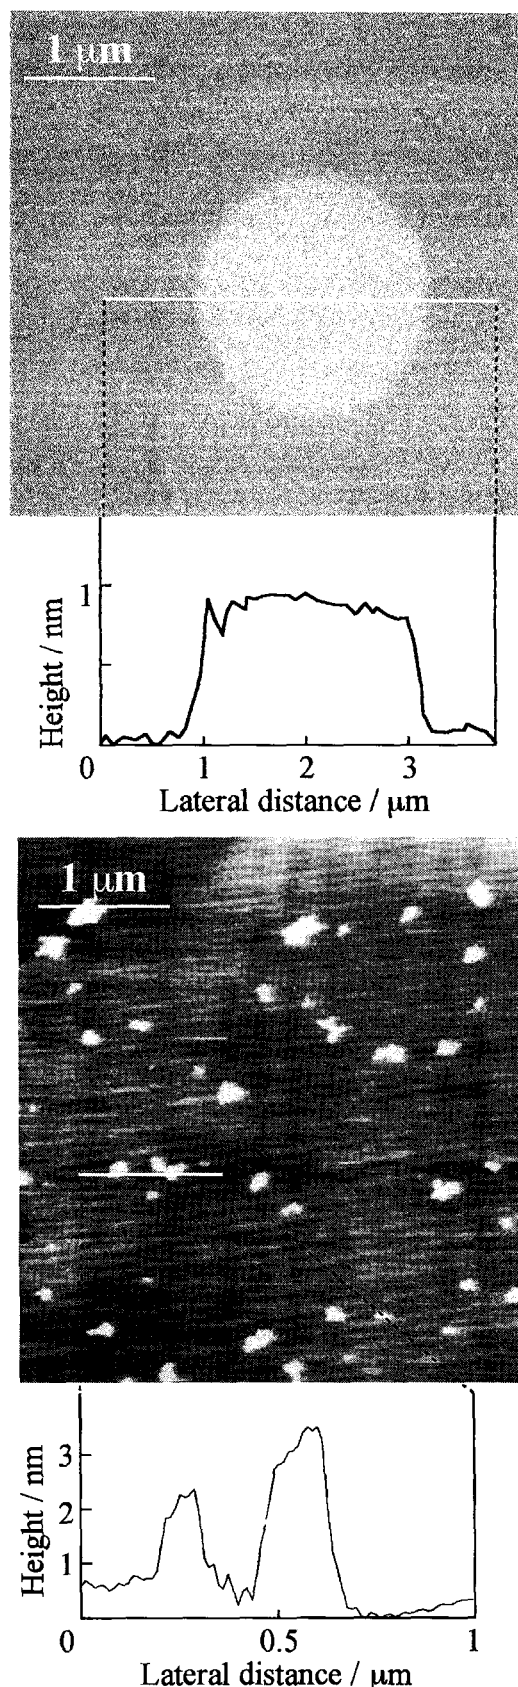 1 μm
1
Height / nm
0
1
2
3
Lateral distance / μm
1 μm
3
2
1
Height / nm
0
0.5
1
Lateral distance / μm